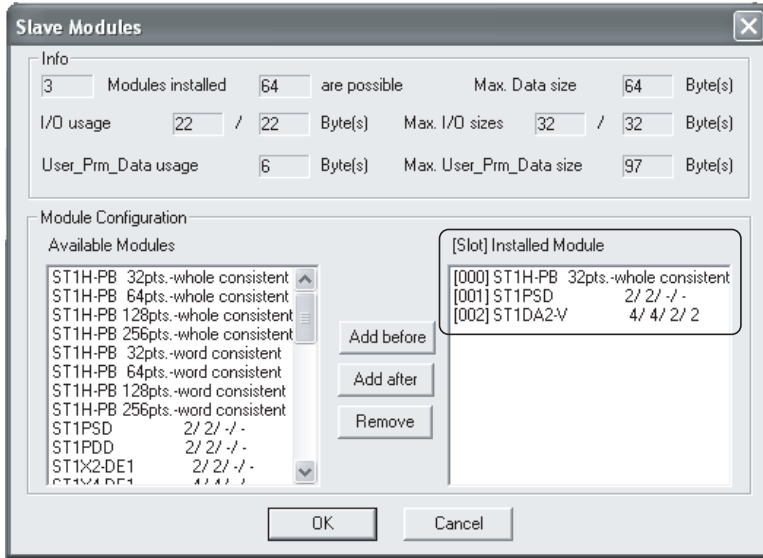 Slave Modules
Info
3 Modules installed 64 are possible Max. Data size 64 Byte(s)
I/O usage 22 / 22 Byte(s) Max. I/O sizes 32 / 32 Byte(s)
User_Prm_Data usage 6 Byte(s) Max. User_Prm_Data size 97 Byte(s)
Module Configuration
Available Modules
ST1H-PB 32pts.-whole consistent
ST1H-PB 64pts.-whole consistent
ST1H-PB 128pts.-whole consistent
ST1H-PB 256pts.-whole consistent
ST1H-PB 32pts.-word consistent
ST1H-PB 64pts.-word consistent
ST1H-PB 128pts.-word consistent
ST1H-PB 256pts.-word consistent
ST1PSD 2/ 2/ -/ -
ST1PDD 2/ 2/ -/ -
ST1X2-DE1 2/ 2/ -/ -
Add before
Add after
Remove
[Slot] Installed Module
[000] ST1H-PB 32pts.-whole consistent
[001] ST1PSD 2/ 2/ -/ -
[002] ST1DA2-V 4/ 4/ 2/ 2
OK
Cancel